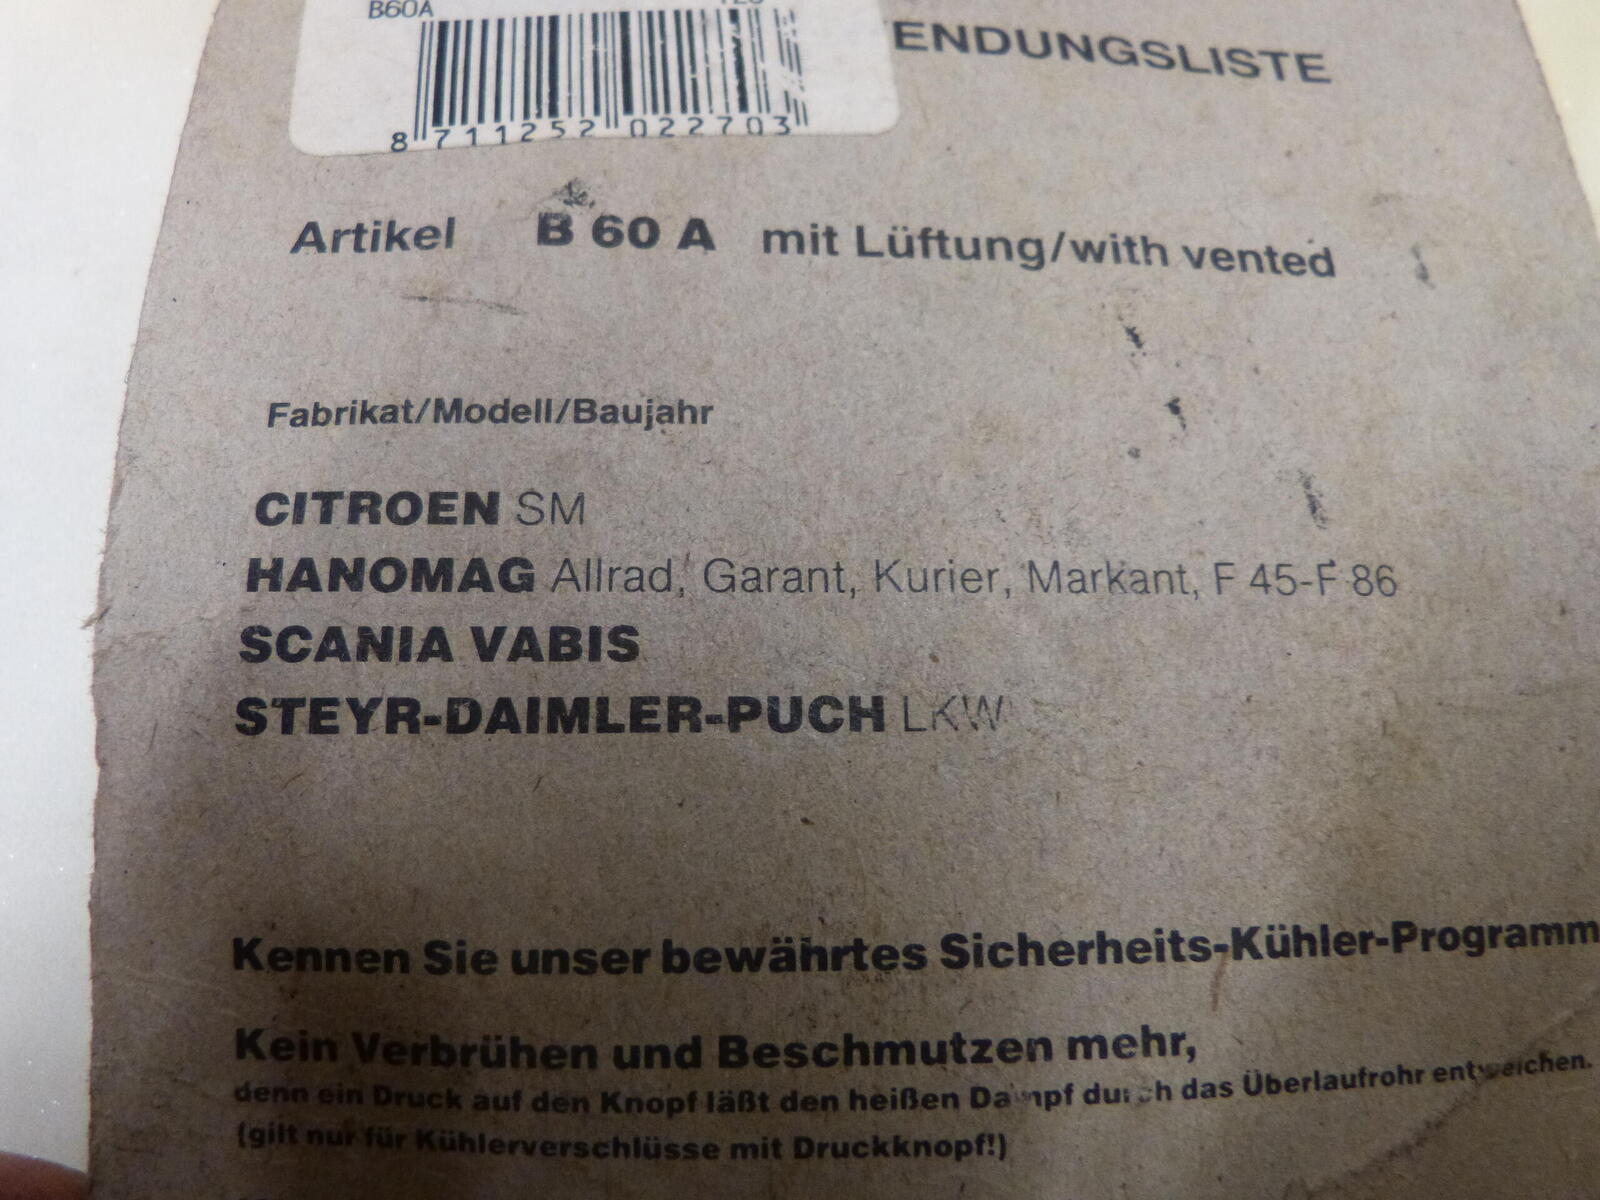 B60A
ENDUNGSLISTE
8 711252 022703
Artikel B 60 A mit Lüftung/with vented
Fabrikat/Modell/Baujahr
CITROEN SM
HANOMAG Allrad, Garant, Kurier, Markant, F 45-F 86
SCANIA VABIS
STEYR-DAIMLER-PUCH LKW
Kennen Sie unser bewährtes Sicherheits-Kühler-Programm
Kein Verbrühen und Beschmutzen mehr,
denn ein Druck auf den Knopf läßt den heißen Dampf durch das Überlaufrohr entweichen.
(gilt nur für Kühlerverschlüsse mit Druckknopf!)